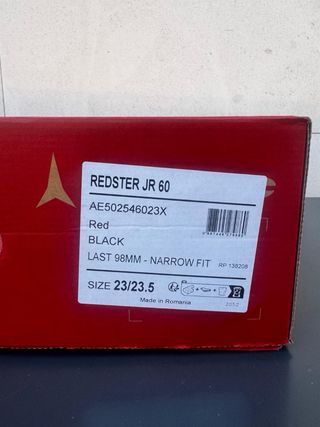 REDSTER JR 60
AE502546023X
Red
BLACK
LAST 98MM - NARROW FIT
RP 138208
SIZE 23/23.5
Made in Romania